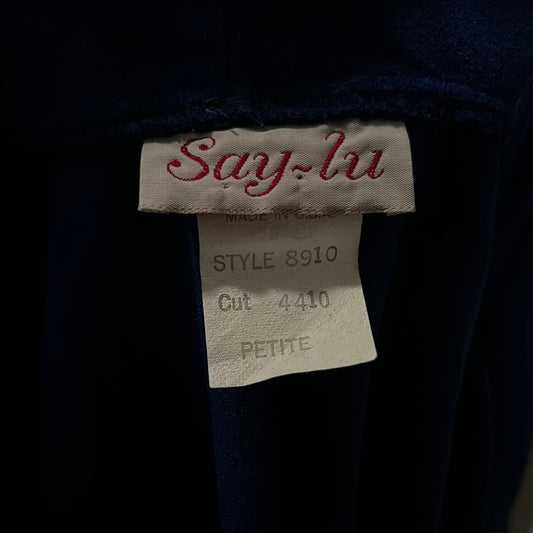 Say~lu
MADE IN U.S.A.
STYLE 8910
Cut 4410
PETITE